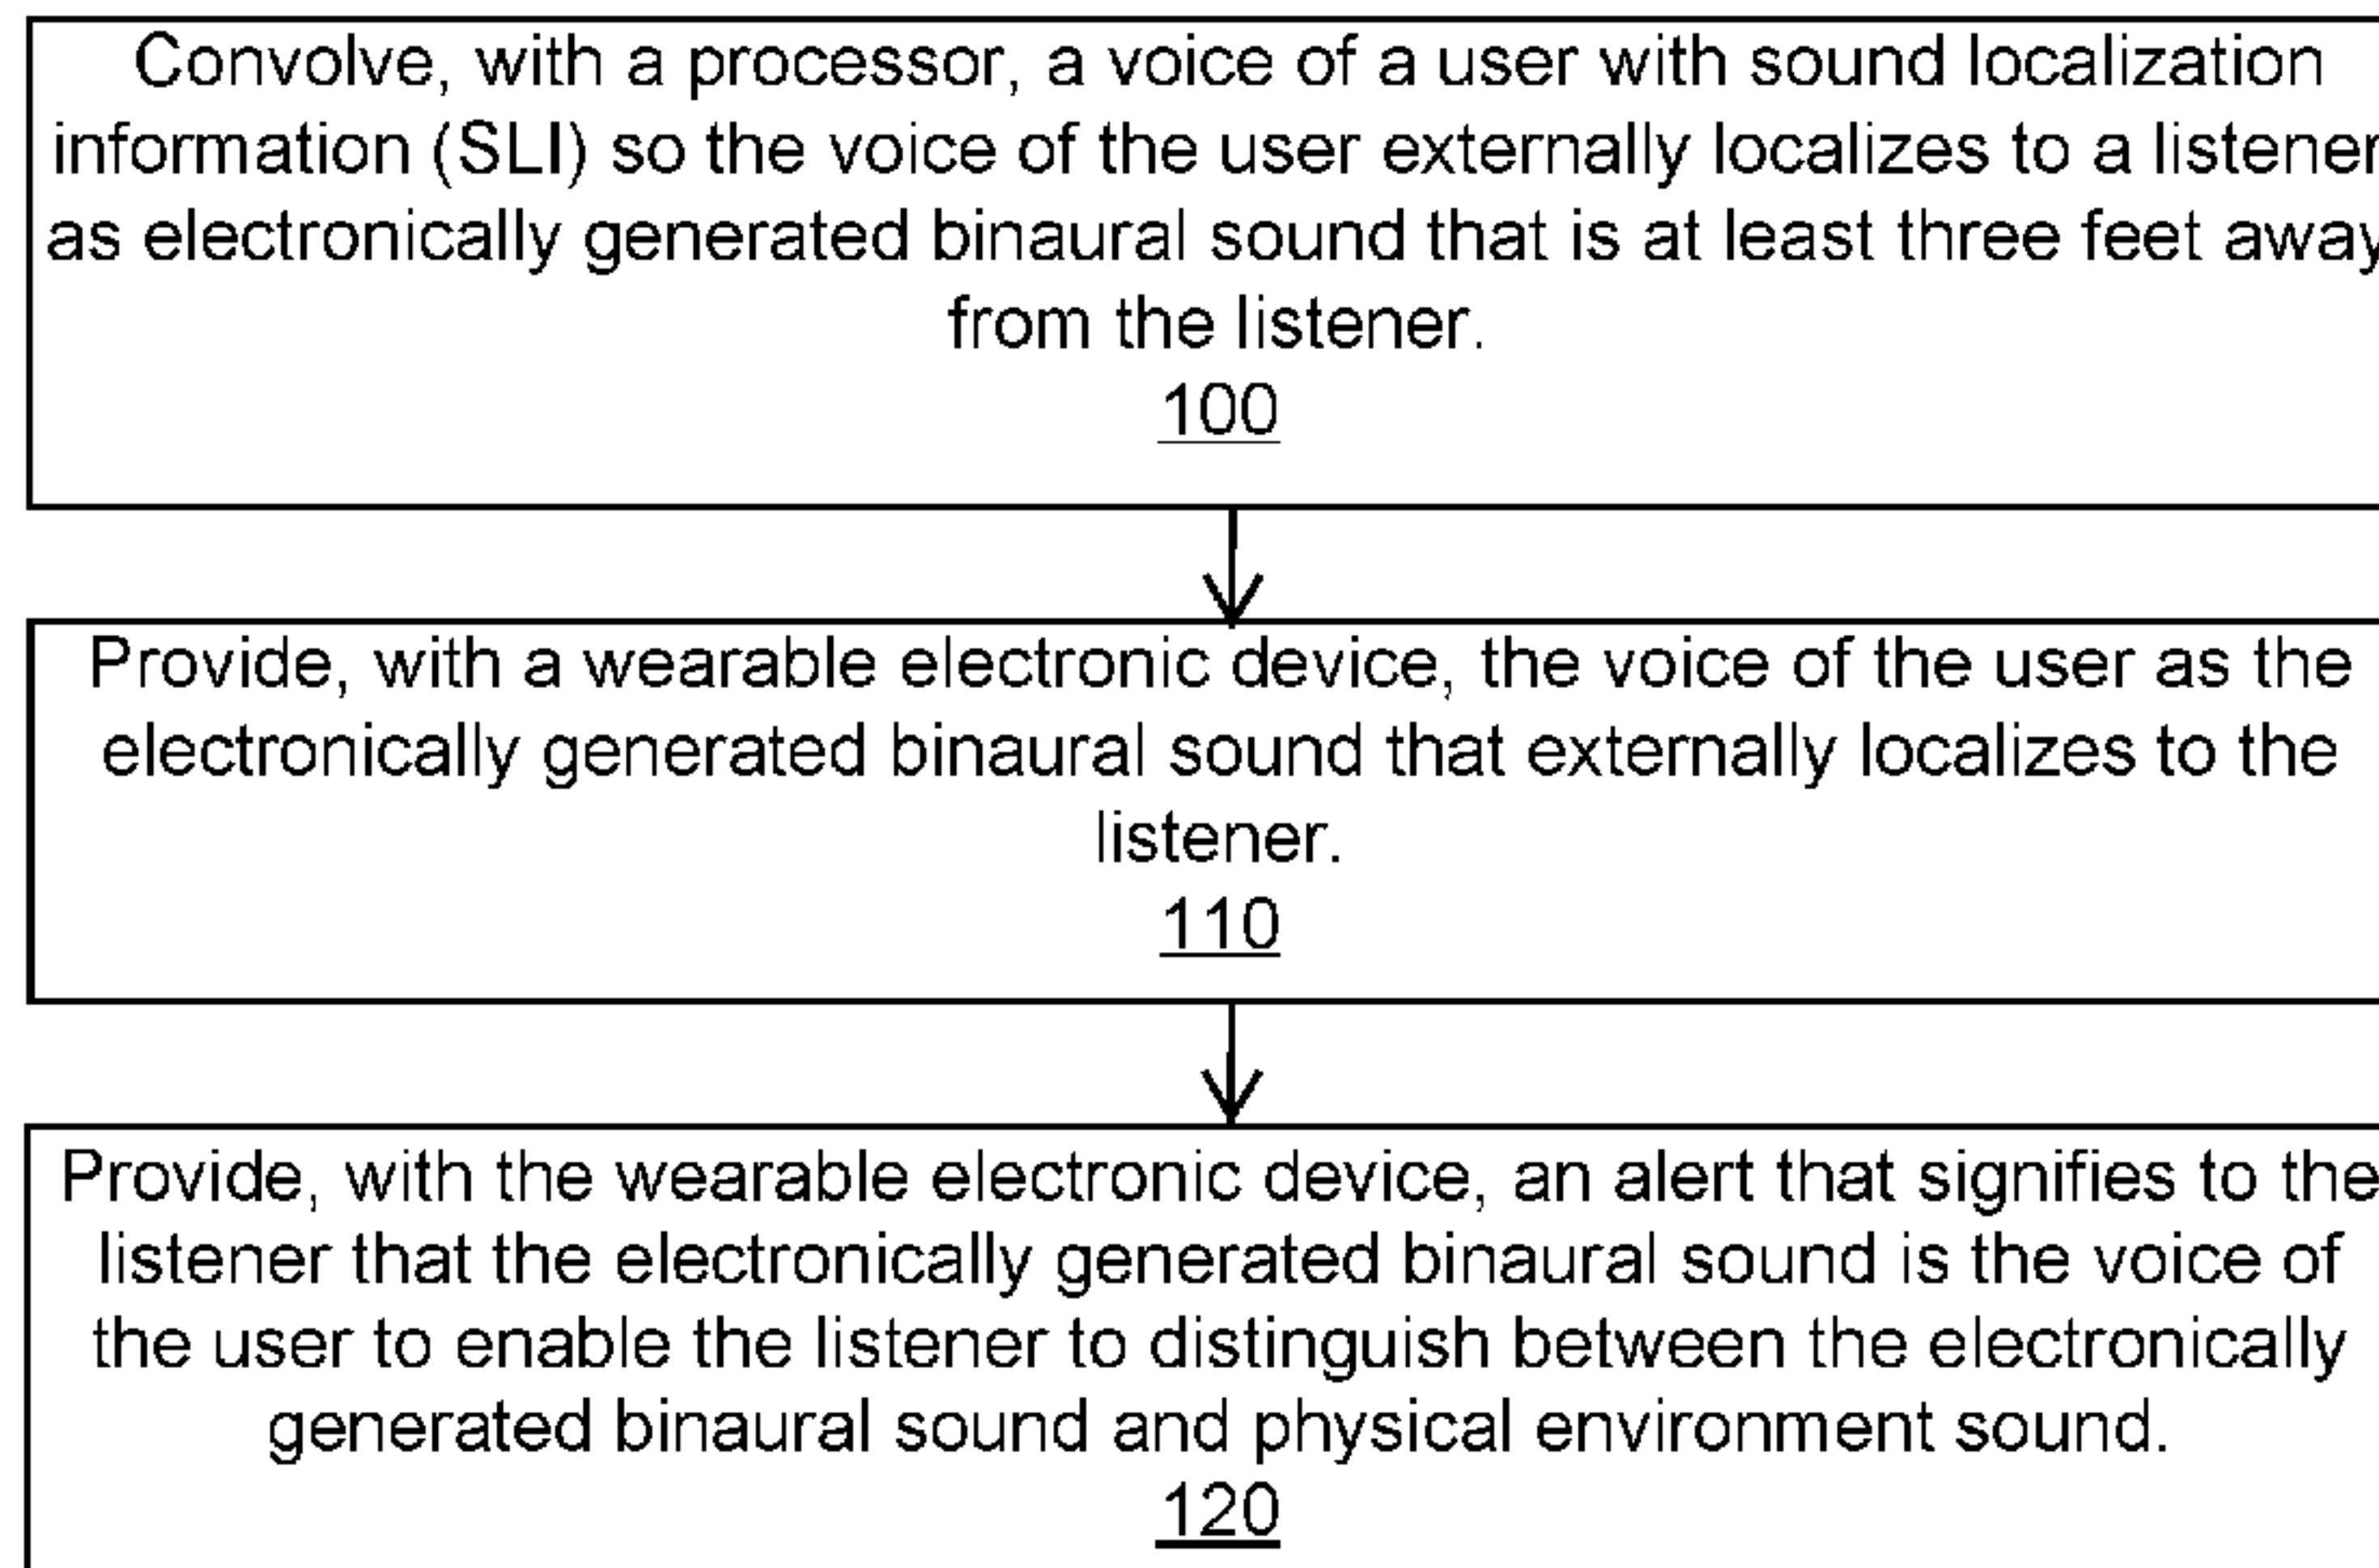 Convolve, with a processor, a voice of a user with sound localization
information (SLI) so the voice of the user externally localizes to a listener
as electronically generated binaural sound that is at least three feet away
from the listener.
100
Provide, with a wearable electronic device, the voice of the user as the
electronically generated binaural sound that externally localizes to the
listener.
110
Provide, with the wearable electronic device, an alert that signifies to the
listener that the electronically generated binaural sound is the voice of
the user to enable the listener to distinguish between the electronically
generated binaural sound and physical environment sound.
120